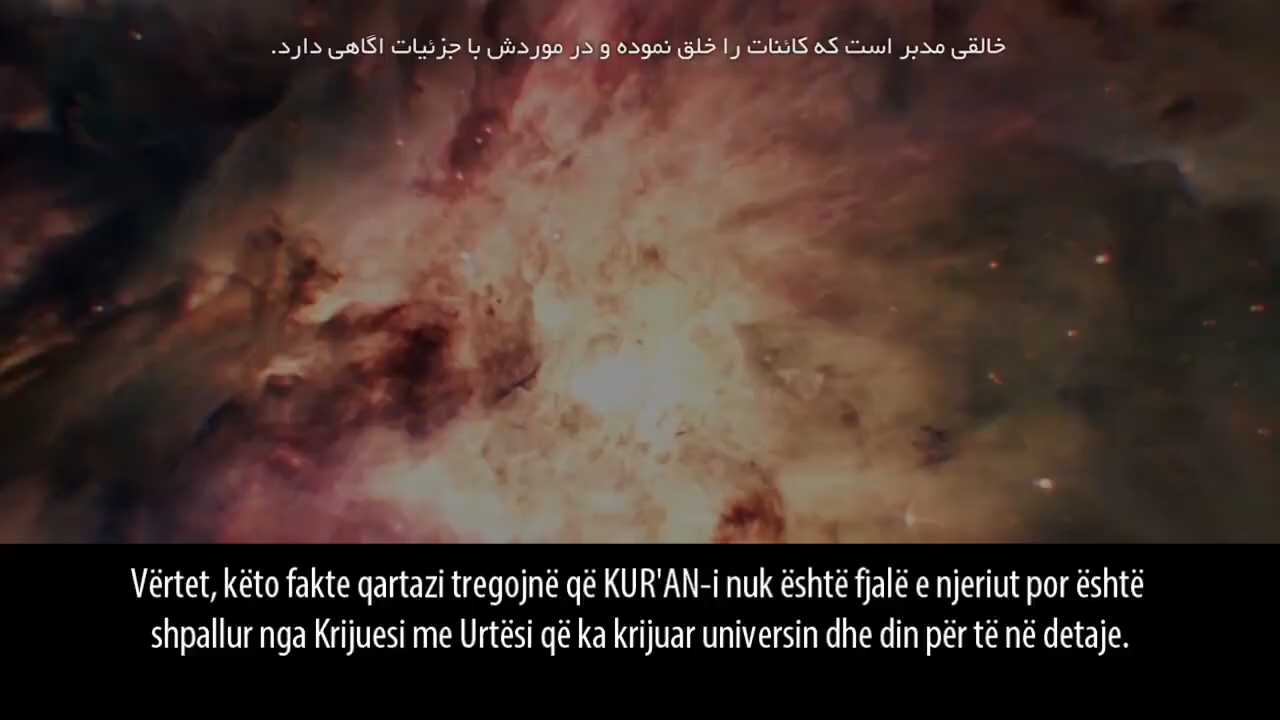 خالقی مدبر است که کائنات را خلق نموده و در موردش با جزئیات اگاهی دارد.
Vërtet, këto fakte qartazi tregojnë që KUR'AN-i nuk është fjalë e njeriut por është
shpallur nga Krijuesi me Urtësi që ka krijuar universin dhe din për të në detaje.